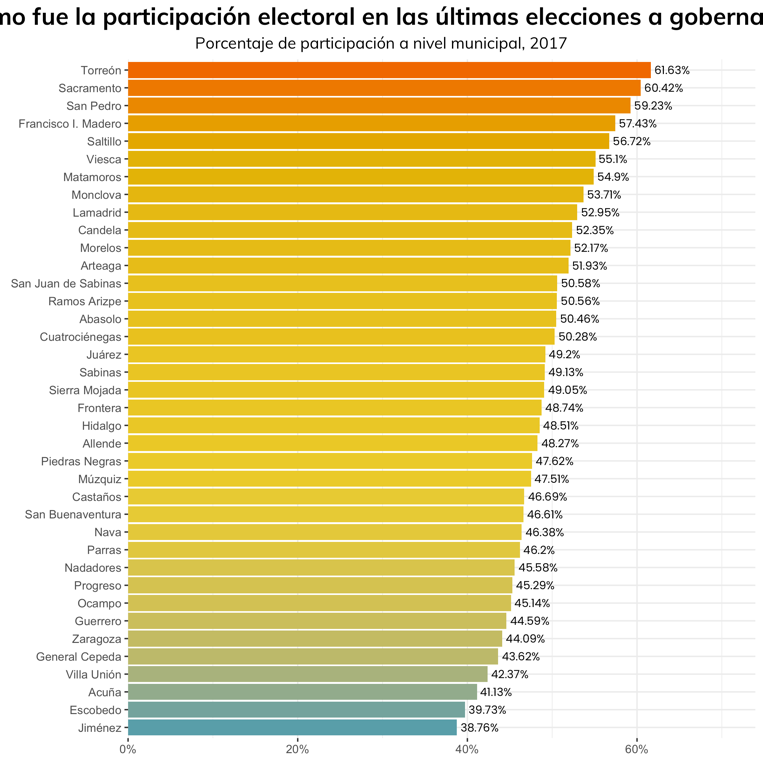 mo fue la participación electoral en las últimas elecciones a goberna
Porcentaje de participación a nivel municipal, 2017
Torreón 61.63%
Sacramento 60.42%
San Pedro 59.23%
Francisco I. Madero 57.43%
Saltillo 56.72%
Viesca 55.1%
Matamoros 54.9%
Monclova 53.71%
Lamadrid 52.95%
Candela 52.35%
Morelos 52.17%
Arteaga 51.93%
San Juan de Sabinas 50.58%
Ramos Arizpe 50.56%
Abasolo 50.46%
Cuatrociénegas 50.28%
Juárez 49.2%
Sabinas 49.13%
Sierra Mojada 49.05%
Frontera 48.74%
Hidalgo 48.51%
Allende 48.27%
Piedras Negras 47.62%
Múzquiz 47.51%
Castaños 46.69%
San Buenaventura 46.61%
Nava 46.38%
Parras 46.2%
Nadadores 45.58%
Progreso 45.29%
Ocampo 45.14%
Guerrero 44.59%
Zaragoza 44.09%
General Cepeda 43.62%
Villa Unión 42.37%
Acuña 41.13%
Escobedo 39.73%
Jiménez 38.76%
0% 20% 40% 60%